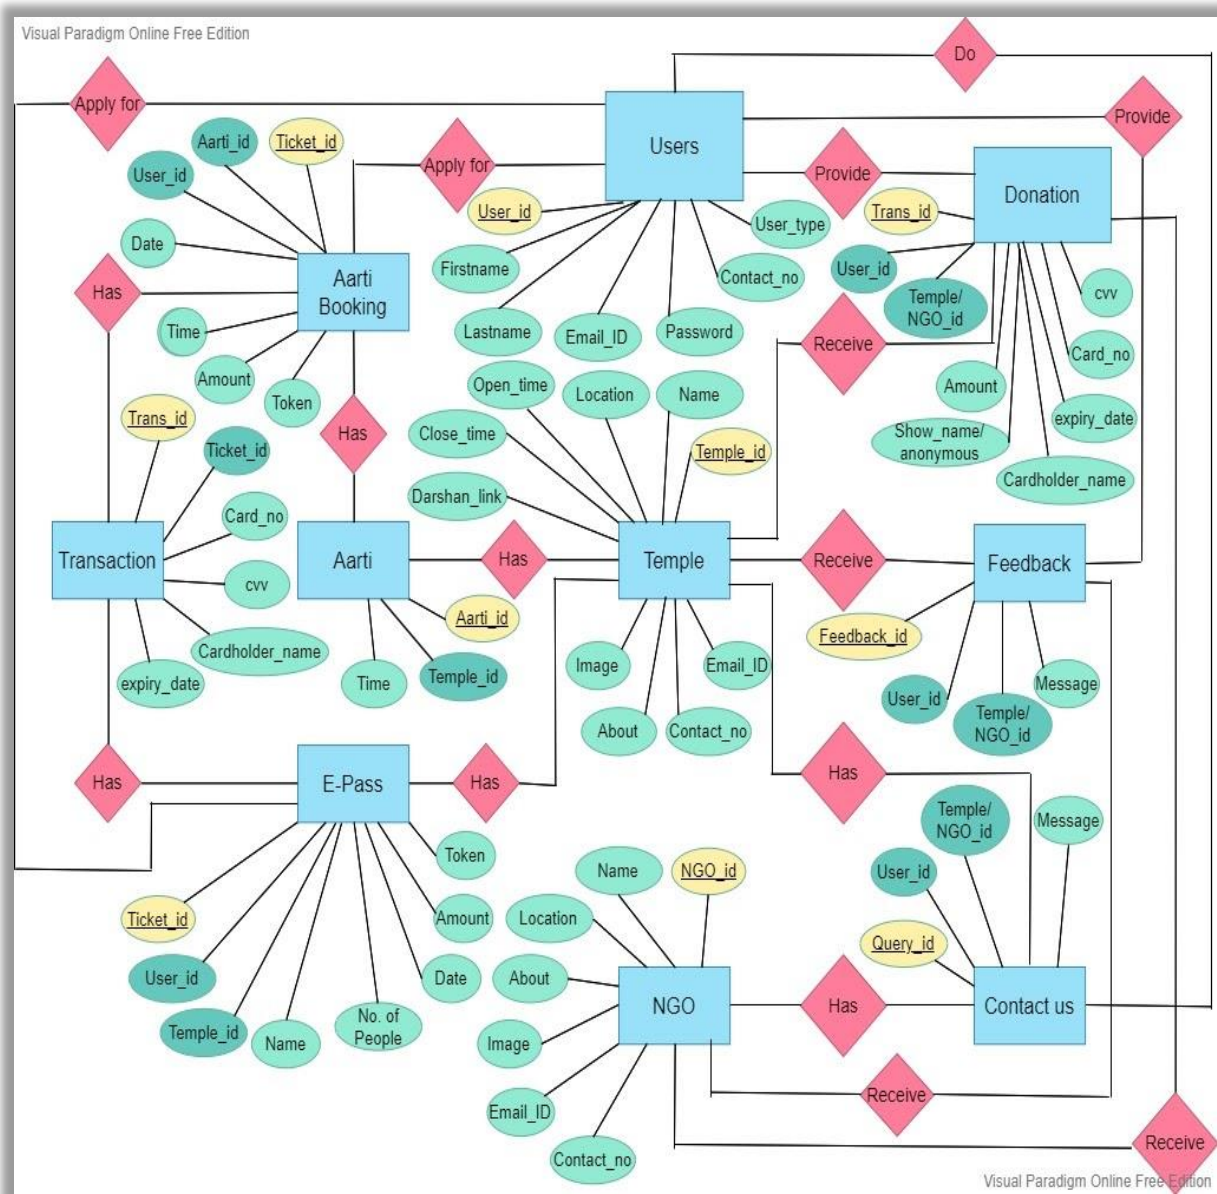 Visual Paradigm Online Free Edition
Do
Apply for
Provide
Users
Aarti_id
Ticket_id
User_id
Apply for
Provide
Donation
User_id
Trans_id
User_type
Date
Firstname
Contact_no
User_id
Temple/
NGO_id
cvv
Has
Aarti
Booking
Time
Lastname
Email_ID
Password
Receive
Card_no
Amount
Token
Open_time
Location
Name
Amount
expiry_date
Trans_id
Has
Close_time
Temple_id
Show_name/
anonymous
Ticket_id
Cardholder_name
Darshan_link
Card_no
Transaction
Aarti
Has
Temple
Receive
Feedback
cvv
Aarti_id
Feedback_id
Cardholder_name
expiry_date
Time
Temple_id
Image
Email_ID
User_id
Message
About
Contact_no
Temple/
NGO_id
Has
E-Pass
Has
Has
Temple/
NGO_id
Message
Token
Name
NGO_id
User_id
Ticket_id
Amount
Location
Query_id
User_id
Date
About
Temple_id
Name
No. of
People
NGO
Has
Contact us
Image
Email_ID
Receive
Contact_no
Receive
Visual Paradigm Online Free Edition